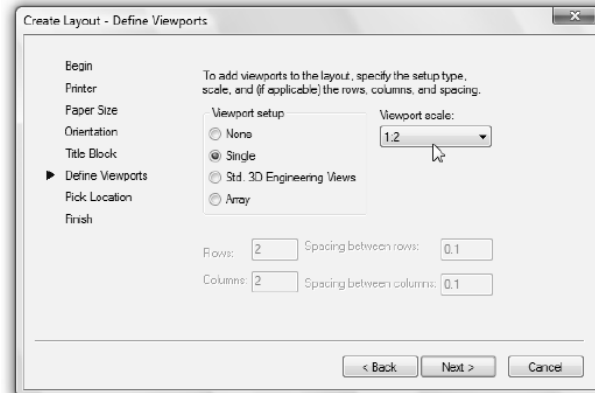 Create Layout - Define Viewports
Begin
Printer
Paper Size
Orientation
Title Block
Define Viewports
Pick Location
Finish
To add viewports to the layout, specify the setup type,
scale, and (if applicable) the rows, columns, and spacing.
Viewport setup
None
Single
Std. 3D Engineering Views
Array
Viewport scale:
1:2
Rows: 2 Spacing between rows: 0.1
Columns: 2 Spacing between columns: 0.1
< Back Next > Cancel